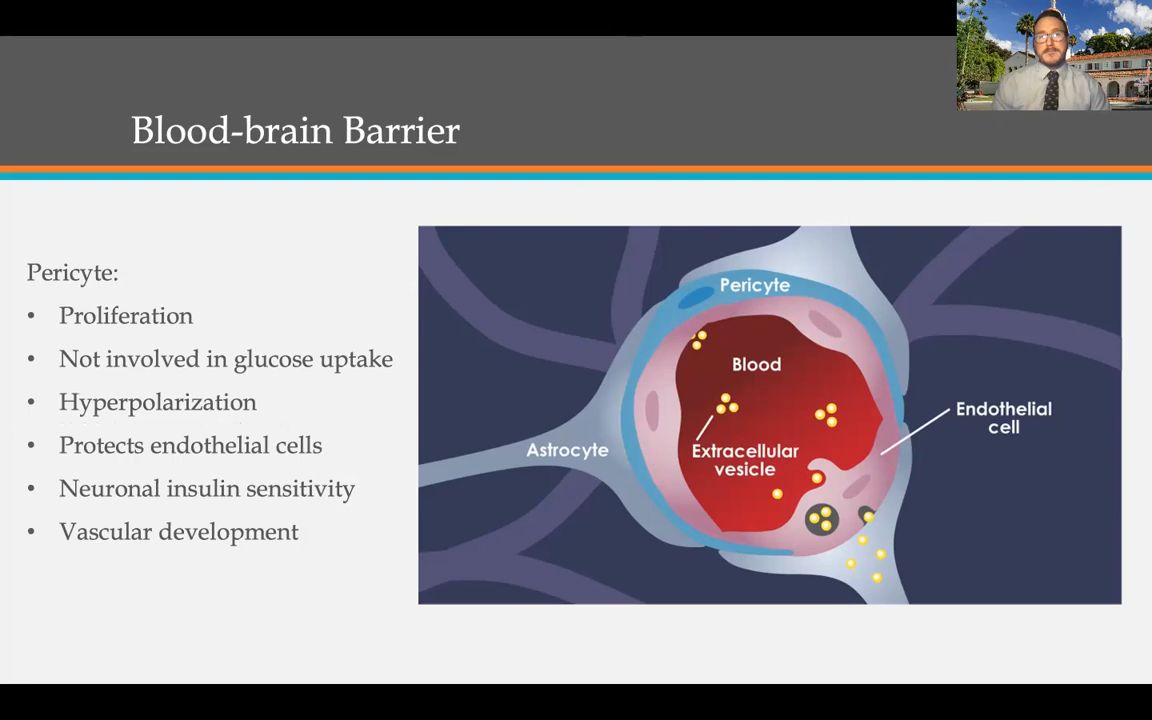 Blood-brain Barrier
Pericyte:
• Proliferation
• Not involved in glucose uptake
• Hyperpolarization
• Protects endothelial cells
• Neuronal insulin sensitivity
• Vascular development
Pericyte
Blood
Endothelial
cell
Astrocyte
Extracellular
vesicle